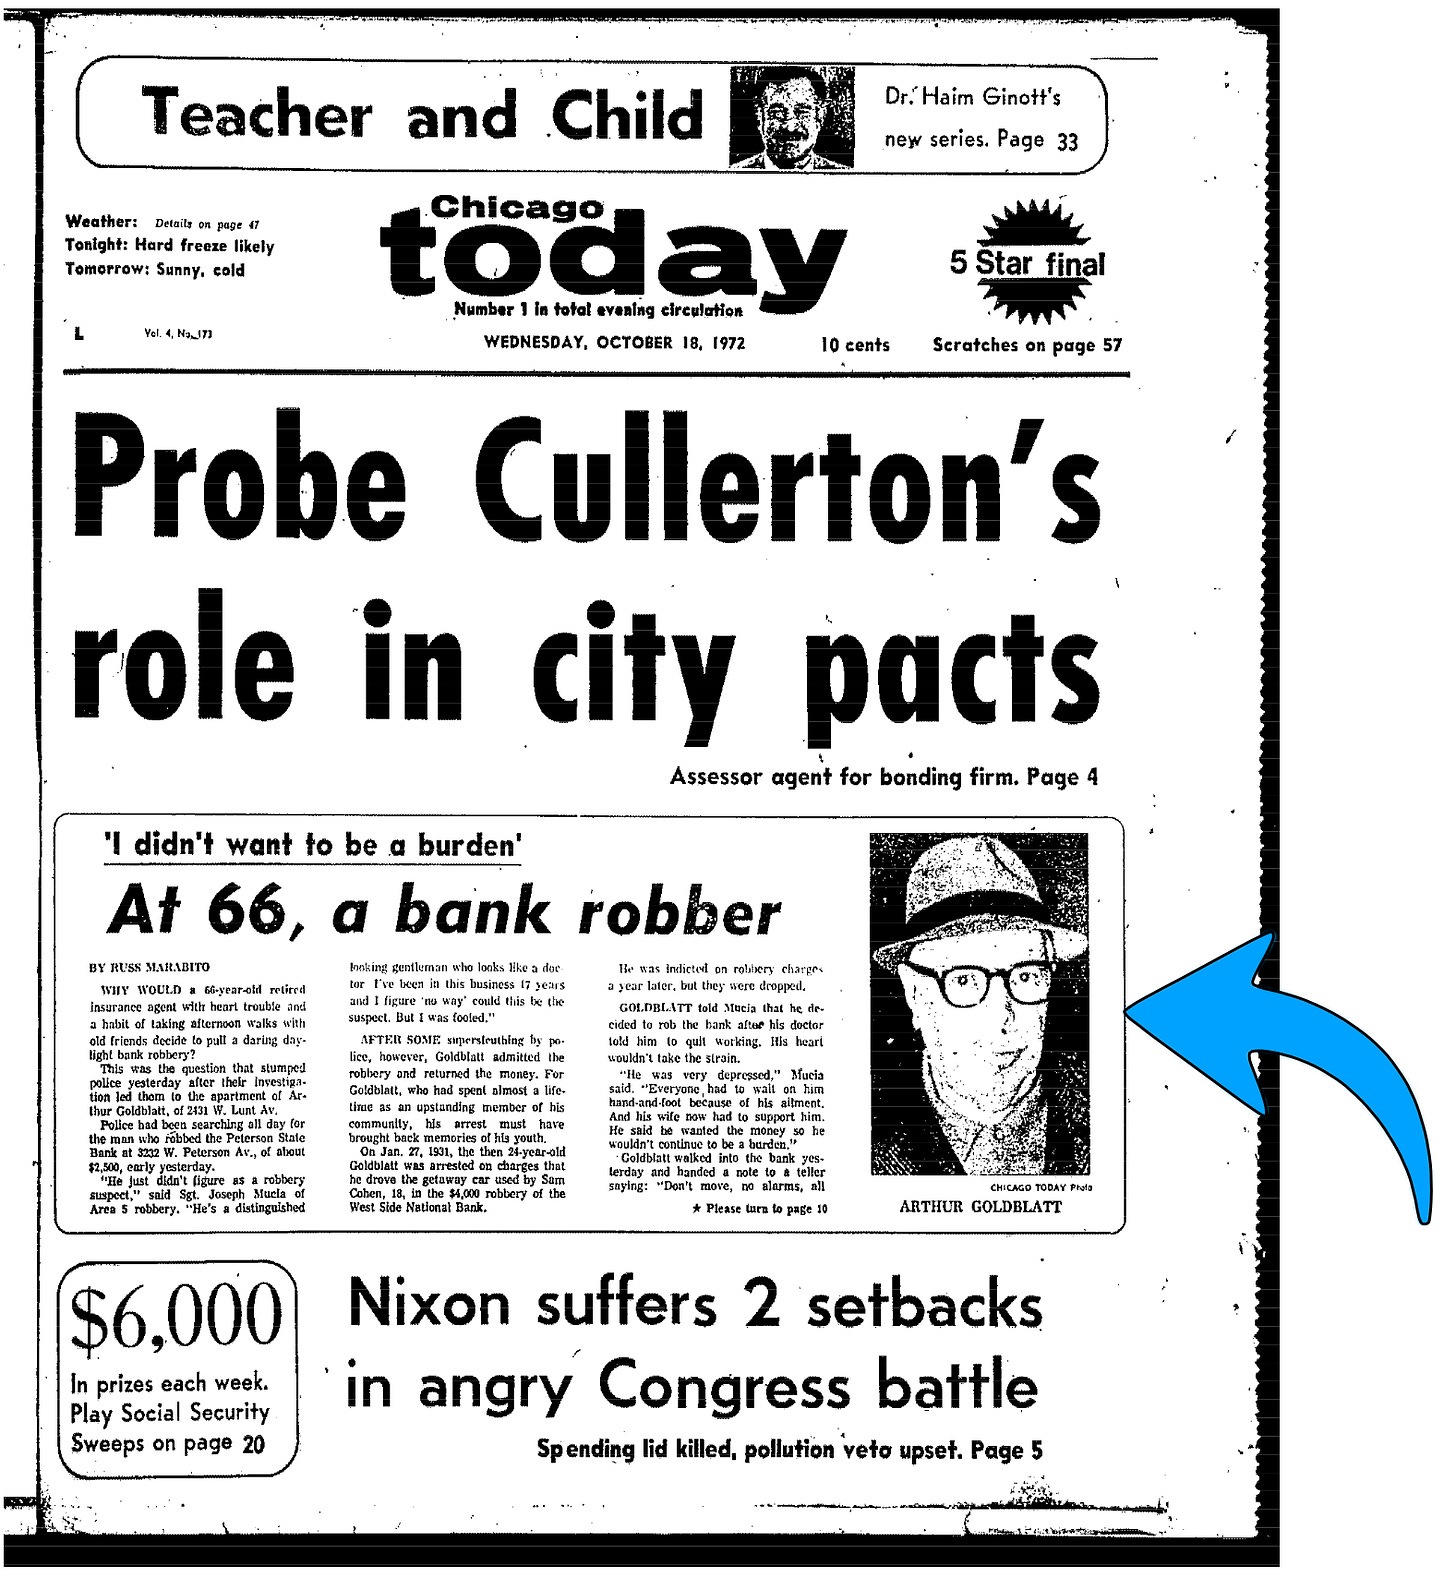 Teacher and Child
Dr. Haim Ginott's
new series. Page 33
Weather: Details on page 47
Tonight: Hard freeze likely
Tomorrow: Sunny, cold
Chicago
today
Number 1 in total evening circulation
5 Star final
L
Vol. 4, No. 173
WEDNESDAY, OCTOBER 18, 1972
10 cents
Scratches on page 57
Probe Cullerton's
role in city pacts
Assessor agent for bonding firm. Page 4
'I didn't want to be a burden'
At 66, a bank robber
BY RUSS MARABITO
WHY WOULD a 66-year-old retired
insurance agent with heart trouble and
a habit of taking afternoon walks with
old friends decide to pull a daring day-
light bank robbery?
This was the question that stumped
police yesterday after their investiga-
tion led them to the apartment of Ar-
thur Goldblatt, of 2431 W. Lunt Av.
Police had been searching all day for
the man who robbed the Peterson State
Bank at 3232 W. Peterson Av., of about
$2,500, early yesterday.
"He just didn't figure as a robbery
suspect," said Sgt. Joseph Mucia of
Area 5 robbery. "He's a distinguished
looking gentleman who looks like a doc-
tor I've been in this business 17 years
and I figure 'no way' could this be the
suspect. But I was fooled."
AFTER SOME supersleuthing by po-
lice, however, Goldblatt admitted the
robbery and returned the money. For
Goldblatt, who had spent almost a life-
time as an upstanding member of his
community, his arrest must have
brought back memories of his youth.
On Jan. 27, 1931, the then 24-year-old
Goldblatt was arrested on charges that
he drove the getaway car used by Sam
Cohen, 18, in the $4,000 robbery of the
West Side National Bank.
He was indicted on robbery charges
a year later, but they were dropped.
GOLDBLATT told Mucia that he de-
cided to rob the bank after his doctor
told him to quit working. His heart
wouldn't take the strain.
"He was very depressed," Mucia
said. "Everyone had to wait on him
hand-and-foot because of his ailment.
And his wife now had to support him.
He said he wanted the money so he
wouldn't continue to be a burden."
Goldblatt walked into the bank yes-
terday and handed a note to a teller
saying: "Don't move, no alarms, all
★ Please turn to page 10
CHICAGO TODAY Photo
ARTHUR GOLDBLATT
$6,000
In prizes each week.
Play Social Security
Sweeps on page 20
Nixon suffers 2 setbacks
in angry Congress battle
Spending lid killed, pollution veto upset. Page 5